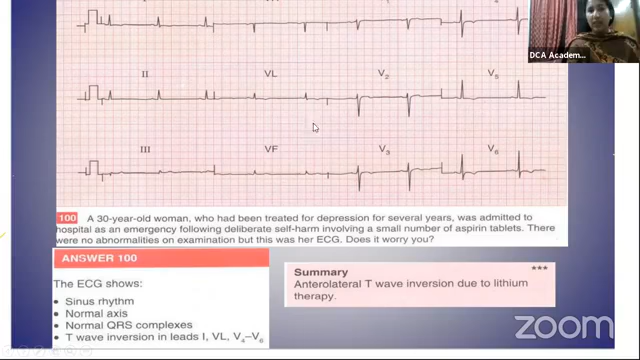 DCA Academ...
II VL V2 V5
III VF V3 V6
100 A 30-year-old woman, who had been treated for depression for several years, was admitted to
hospital as an emergency following deliberate self-harm involving a small number of aspirin tablets. There
were no abnormalities on examination but this was her ECG. Does it worry you?
ANSWER 100
The ECG shows:
• Sinus rhythm
• Normal axis
• Normal QRS complexes
• T wave inversion in leads I, VL, V4–V6
Summary ***
Anterolateral T wave inversion due to lithium
therapy.
zoom